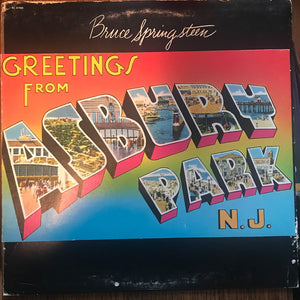 Bruce Springsteen
GREETINGS
FROM
ASBURY
PARK
N.J.